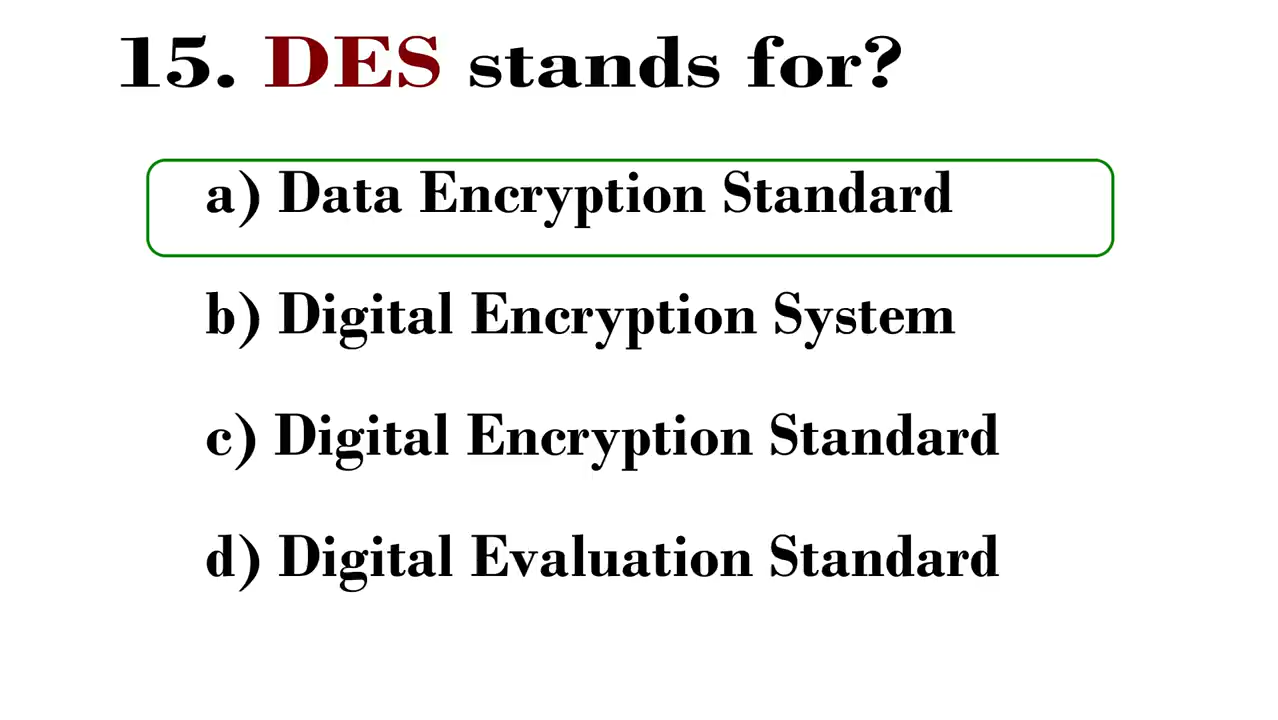 15. DES stands for?
a) Data Encryption Standard
b) Digital Encryption System
c) Digital Encryption Standard
d) Digital Evaluation Standard